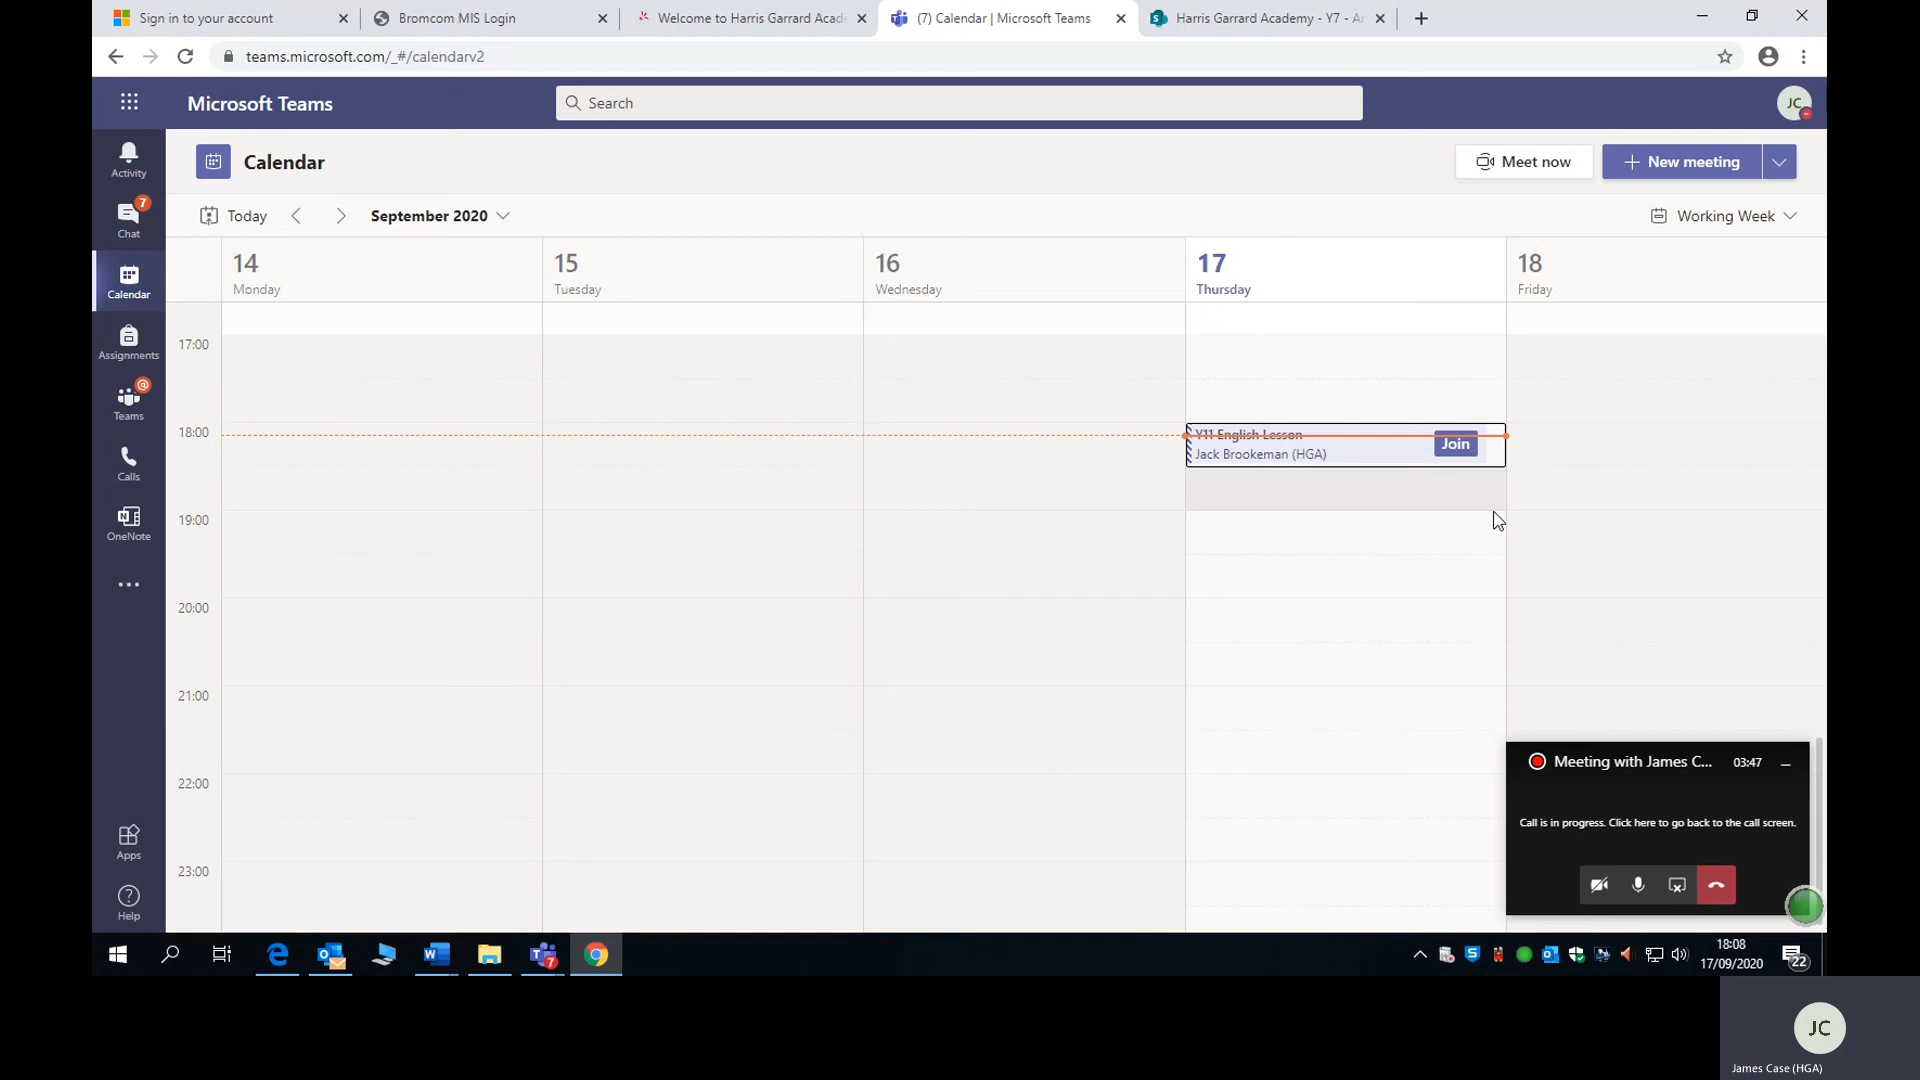 Sign in to your account
Bromcom MIS Login
Welcome to Harris Garrard Acade
(7) Calendar | Microsoft Teams
Harris Garrard Academy - Y7 - Ar
teams.microsoft.com/_#/calendarv2
Microsoft Teams
Search
JC
Activity
Calendar
Meet now
New meeting
7
Chat
Today
September 2020
Working Week
Calendar
14
Monday
15
Tuesday
16
Wednesday
17
Thursday
18
Friday
Assignments
Teams
Calls
OneNote
Apps
Help
17:00
18:00
19:00
20:00
21:00
22:00
23:00
Y11 English Lesson
Jack Brookeman (HGA)
Join
Meeting with James C...
03:47
Call is in progress. Click here to go back to the call screen.
7
18:08
17/09/2020
22
JC
James Case (HGA)